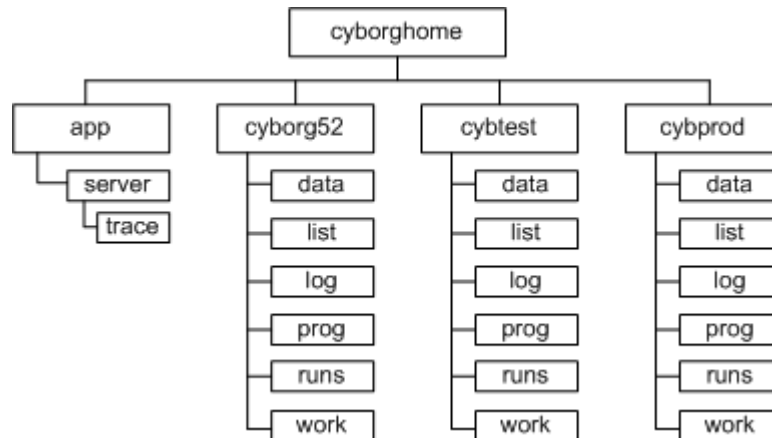 cyborghome
app
cyborg52
cybtest
cybprod
server
data
data
data
trace
list
list
list
log
log
log
prog
prog
prog
runs
runs
runs
work
work
work